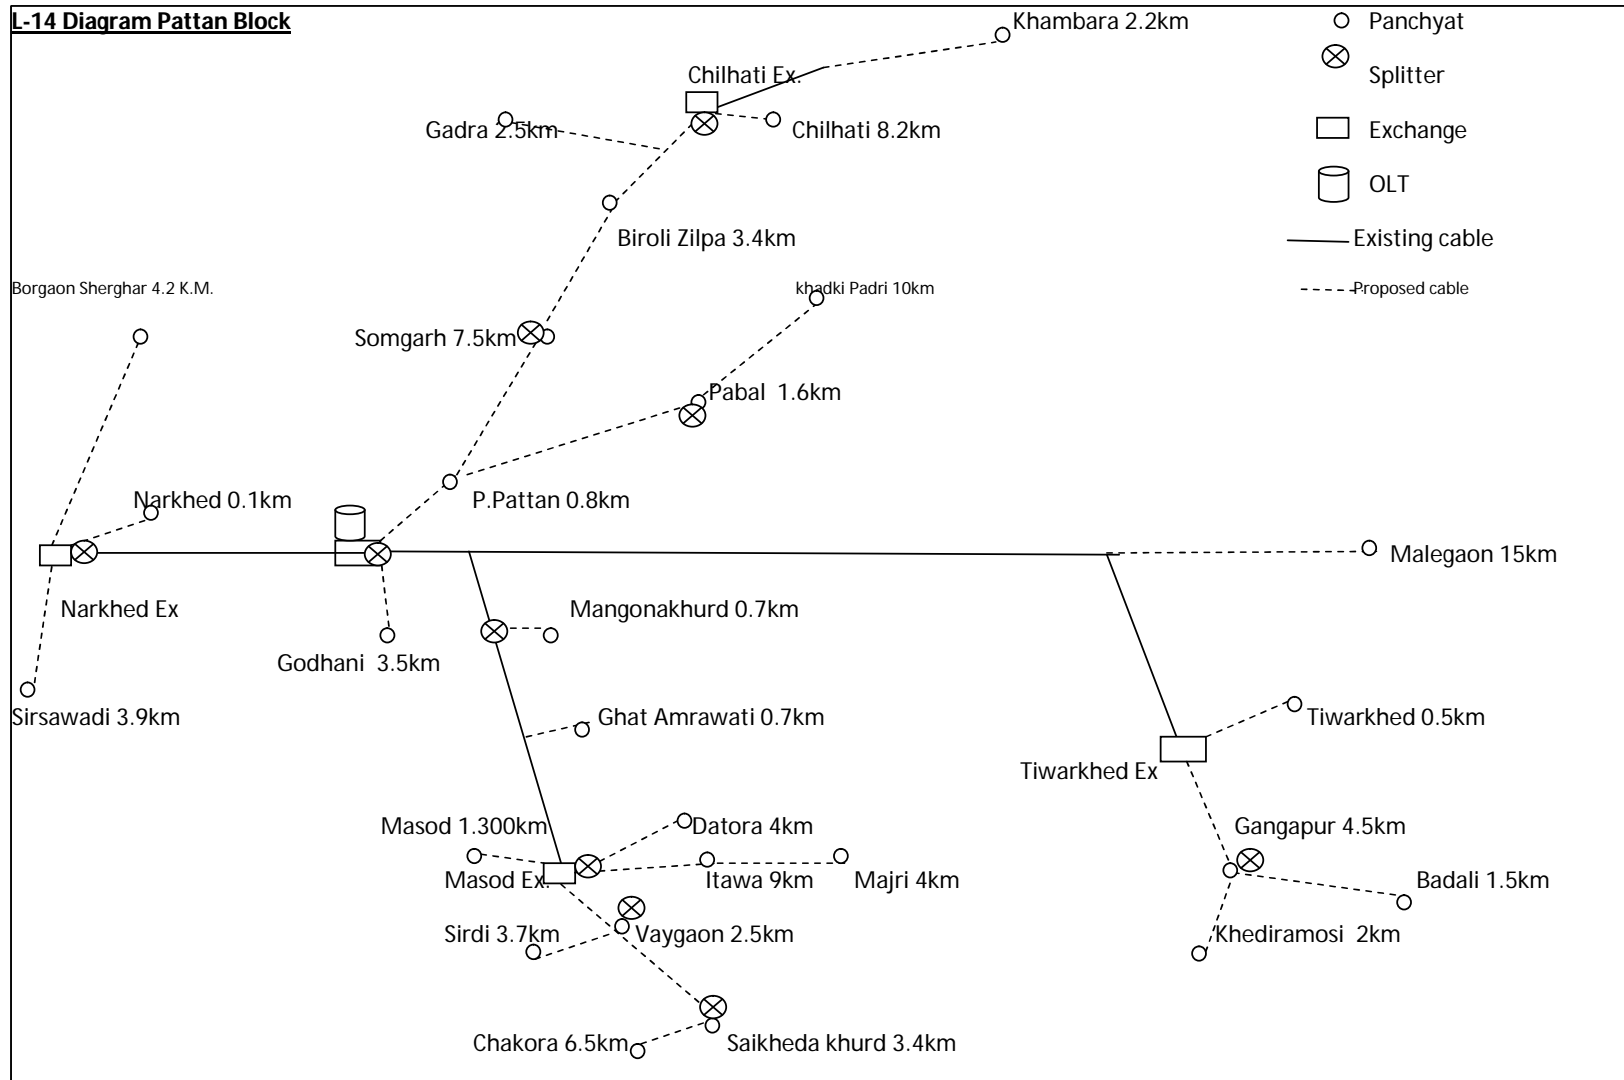 L-14 Diagram Pattan Block
Khambara 2.2km
Panchyat
Splitter
Chilhati Ex.
Gadra 2.5km
Chilhati 8.2km
Exchange
OLT
Biroli Zilpa 3.4km
Existing cable
Borgaon Sherghar 4.2 K.M.
khadki Padri 10km
Proposed cable
Somgarh 7.5km
Pabal 1.6km
Narkhed 0.1km
P.Pattan 0.8km
Malegaon 15km
Narkhed Ex
Mangonakhurd 0.7km
Godhani 3.5km
Sirsawadi 3.9km
Ghat Amrawati 0.7km
Tiwarkhed 0.5km
Tiwarkhed Ex
Masod 1.300km
Datora 4km
Gangapur 4.5km
Masod Ex.
Itawa 9km
Majri 4km
Badali 1.5km
Sirdi 3.7km
Vaygaon 2.5km
Khediramosi 2km
Chakora 6.5km
Saikheda khurd 3.4km